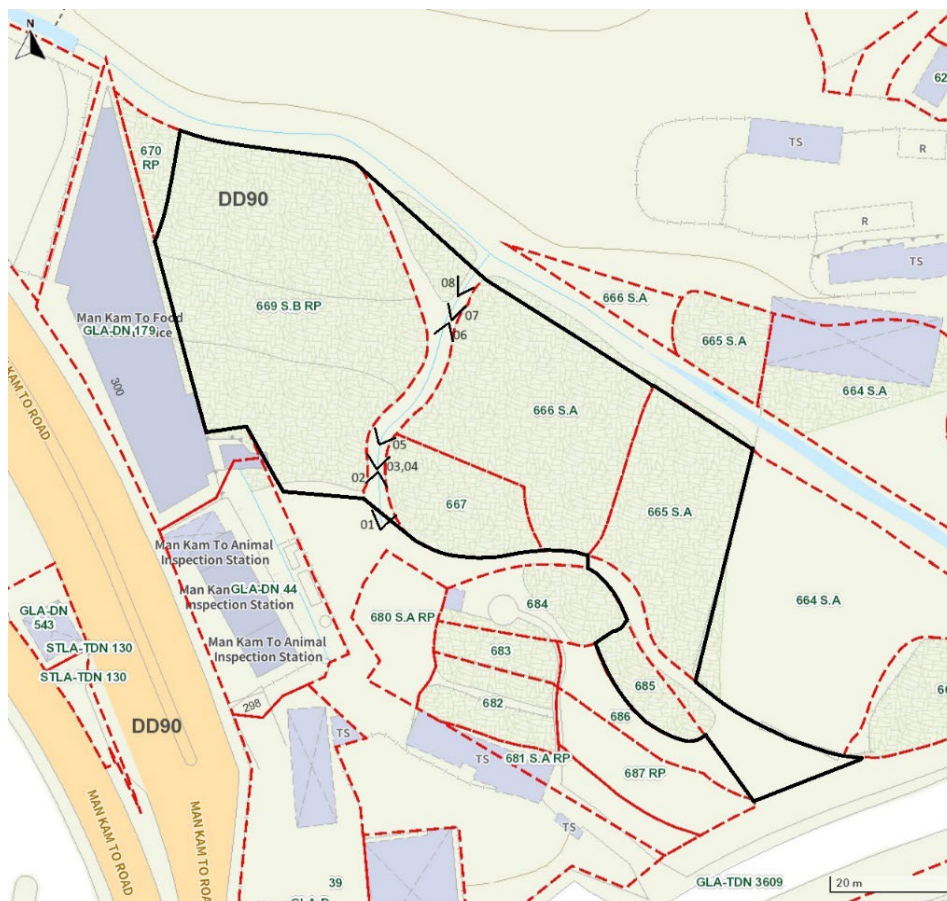 N
62
TS
R
670
RP
DD90
R
TS
08
666 S.A
07
669 S.B RP
06
665 S.A
Man Kam To Food
GLA-DN 179
300
664 S.A
KAM TO ROAD
666 S.A
05
03,04
02
667
665 S.A
01
Man Kam To Animal
Inspection Station
GLA-DN 44
Inspection Station
Man Kam To Animal
Inspection Station
GLA-DN
543
STLA-TDN 130
STLA-TDN 130
680 S.A RP
684
664 S.A
683
685
682
686
298
DD90
TS
TS
681 S.A RP
687 RP
TS
MAN KAM TO ROAD
39
GLA-TDN 3609
20 m